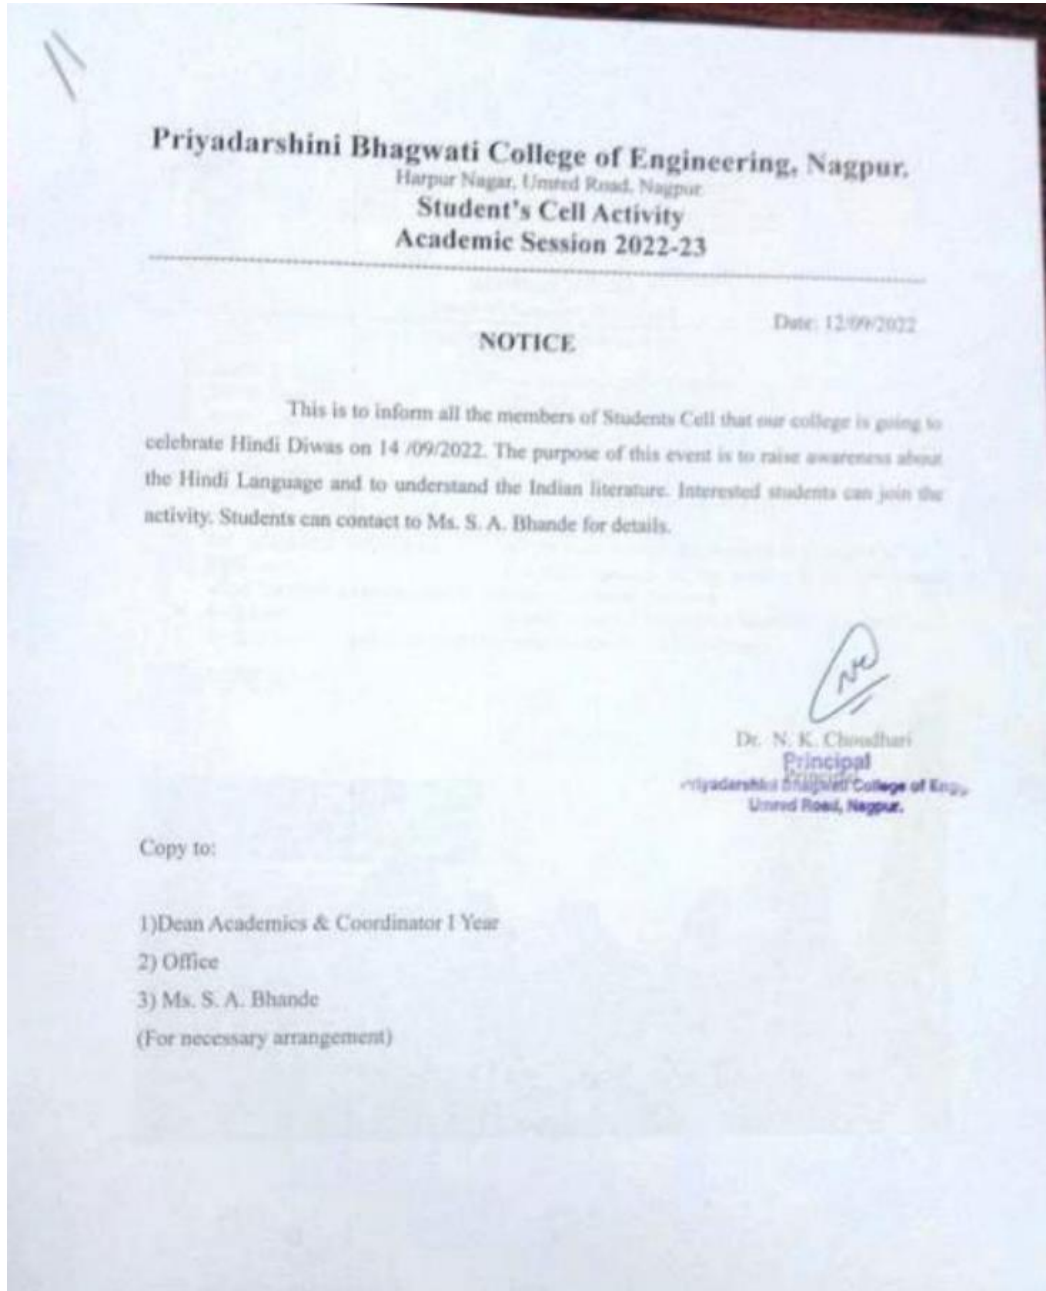 Priyadarshini Bhagwati College of Engineering, Nagpur.
Harpur Nagar, Umred Road, Nagpur.
Student's Cell Activity
Academic Session 2022-23
Date: 12/09/2022
NOTICE
This is to inform all the members of Students Cell that our college is going to
celebrate Hindi Diwas on 14 /09/2022. The purpose of this event is to raise awareness about
the Hindi Language and to understand the Indian literature. Interested students can join the
activity. Students can contact to Ms. S. A. Bhande for details.
Dr. N. K. Choudhari
Principal
Bhagwati College of Engg.
Umred Road, Nagpur.
Copy to:
1)Dean Academics & Coordinator I Year
2) Office
3) Ms. S. A. Bhande
(For necessary arrangement)